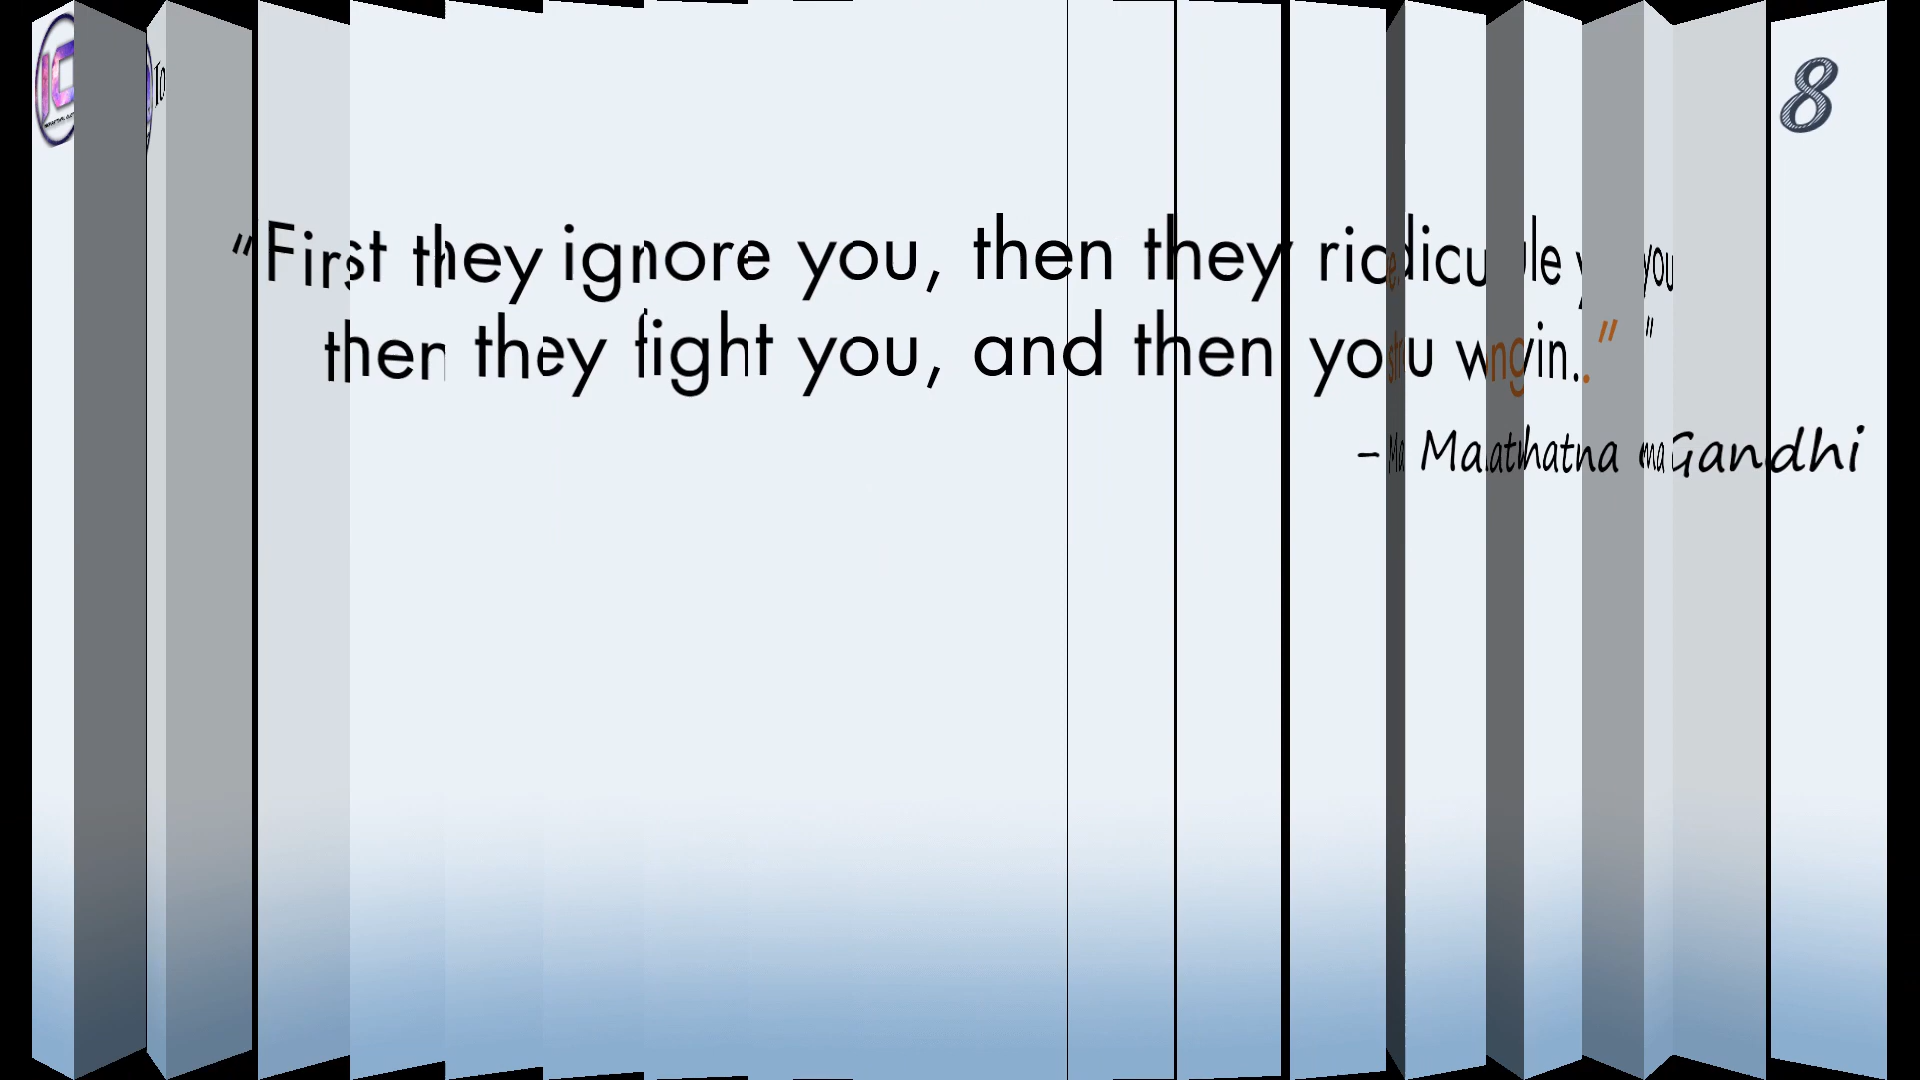 8
"First they ignore you, then they ridicule you
then they fight you, and then you win."
– Mahatma Gandhi